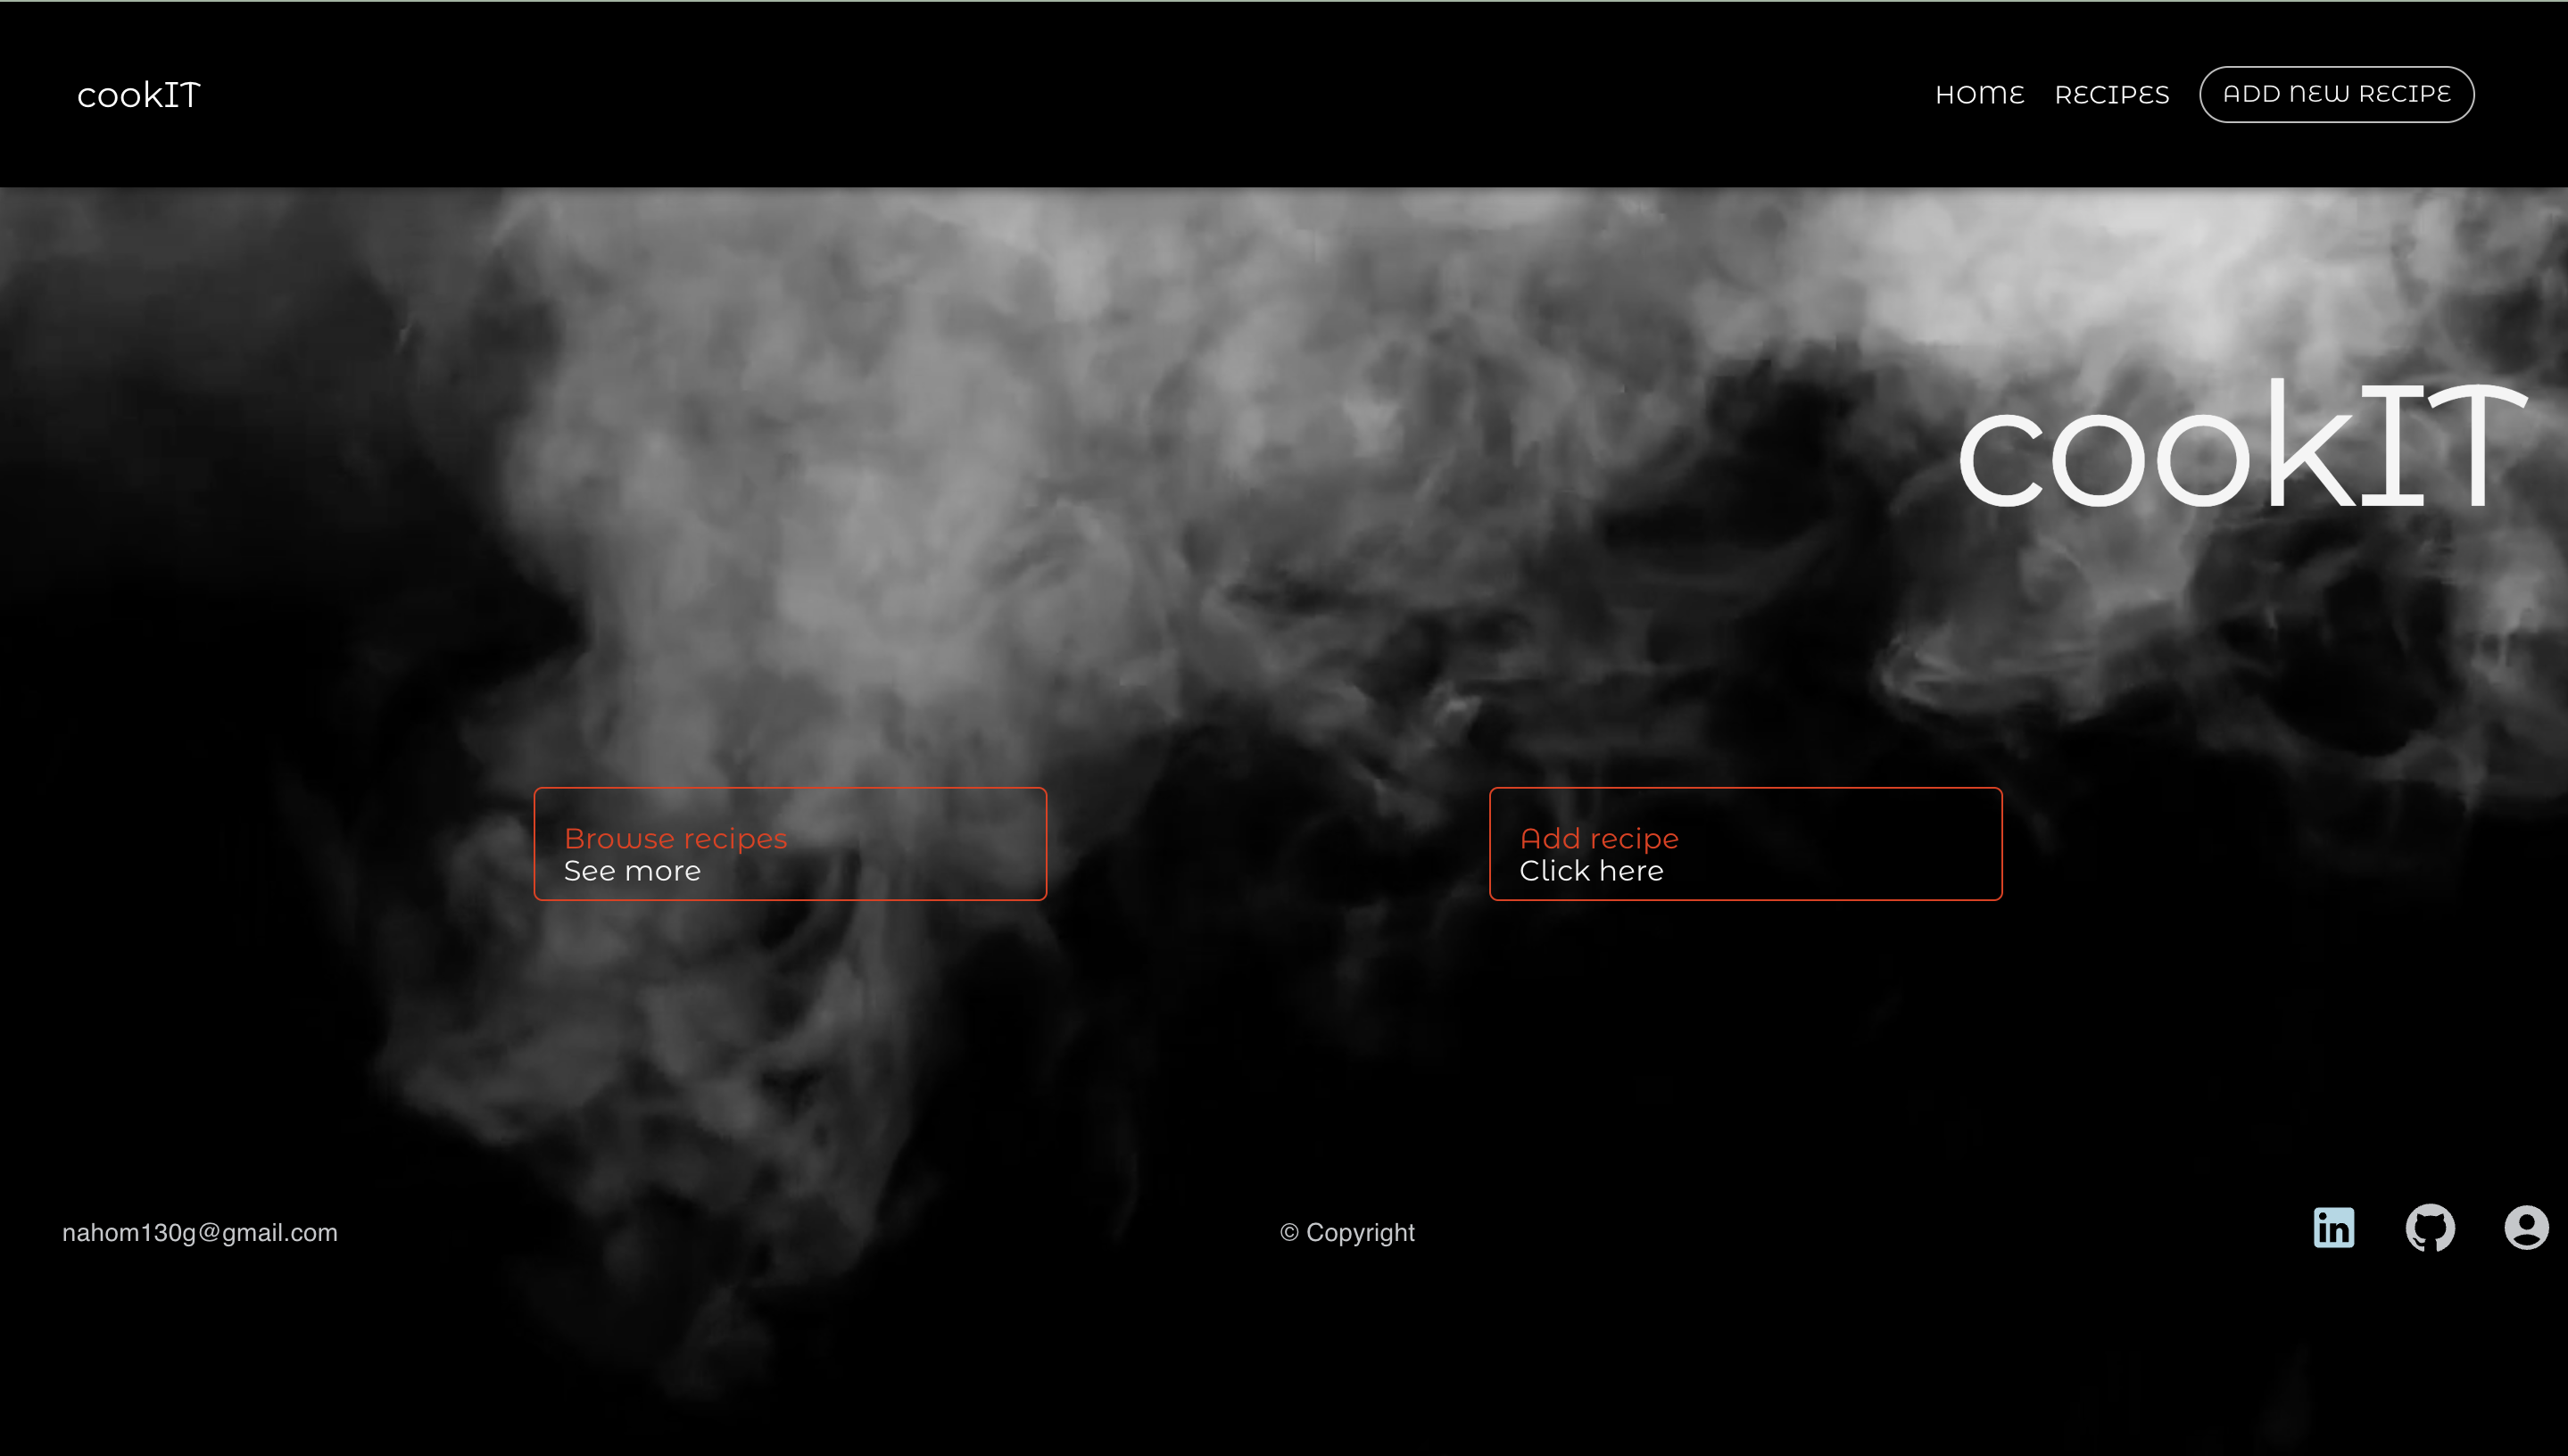 cookIT
HOME RECIPES ADD NEW RECIPE
cookIT
Browse recipes
See more
Add recipe
Click here
nahom130g@gmail.com
© Copyright
in